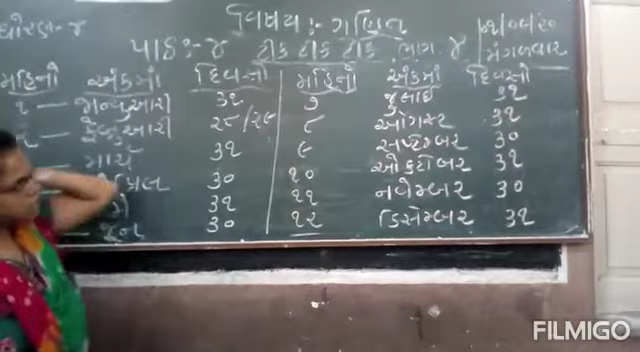 ધોરણ-૪ વિષય:- ગણિત
પાઠ:-૪ ટીક ટીક ટીક ભાગ ૪ મંગળવાર
મહિનો અંકમાં દિવસો મહિનો અંકમાં દિવસો
૧ — જાન્યુઆરી ૩૧ ૭ જુલાઈ ૩૧
૨ — ફેબ્રુઆરી ૨૮/૨૯ ૮ ઓગસ્ટ ૩૧
— માર્ચ ૩૧ ૯ સપ્ટેમ્બર ૩૦
પ્રિલ ૩૦ ૧૦ ઓકટોબર ૩૧
મે ૩૧ ૧૧ નવેમ્બર ૩૦
— જૂન ૩૦ ૧૨ ડિસેમ્બર ૩૧
FILMIGO